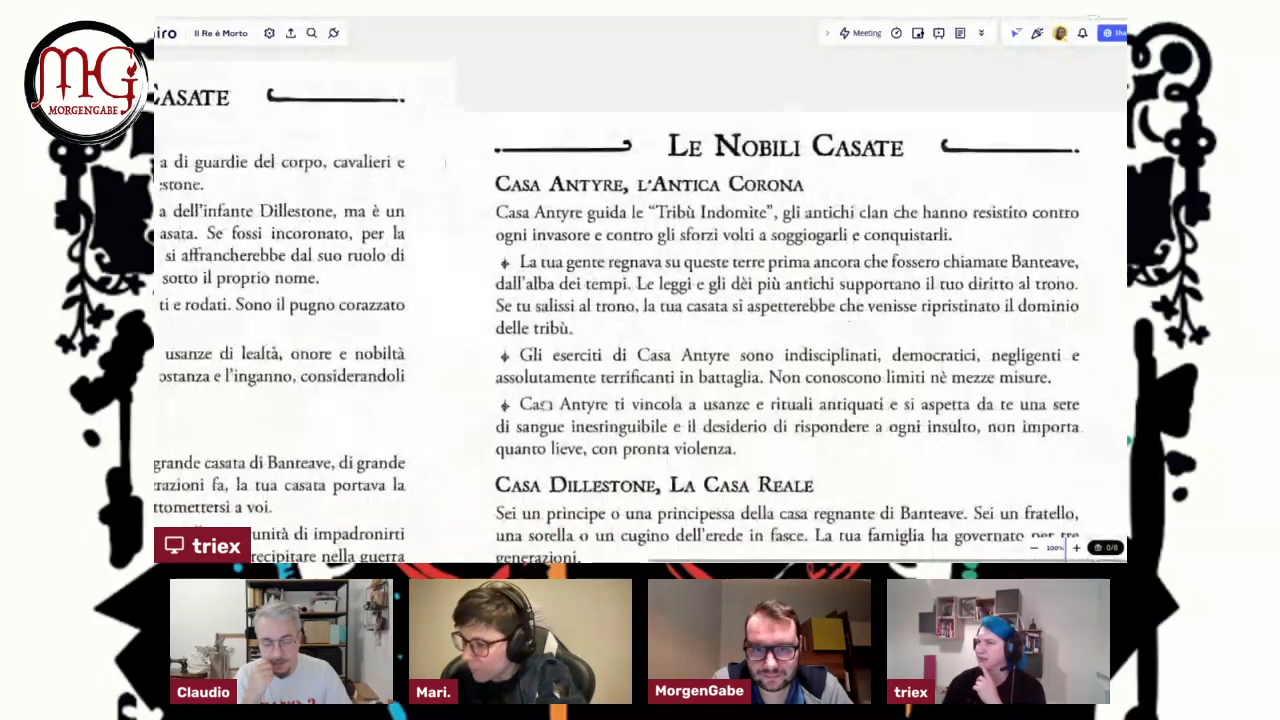 MG
MORGENGABE
miro
Il Re è Morto
Meeting
CASATE
a di guardie del corpo, cavalieri e
stone.
a dell'infante Dillestone, ma è un
asata. Se fossi incoronato, per la
si affrancherebbe dal suo ruolo di
sotto il proprio nome.
ti e rodati. Sono il pugno corazzato
usanze di lealtà, onore e nobiltà
ostanza e l'inganno, considerandoli
grande casata di Banteave, di grande
razioni fa, la tua casata portava la
ttomettersi a voi.
unità di impadronirti
recipitare nella guerra
LE NOBILI CASATE
CASA ANTYRE, L'ANTICA CORONA
Casa Antyre guida le “Tribù Indomite”, gli antichi clan che hanno resistito contro
ogni invasore e contro gli sforzi volti a soggiogarli e conquistarli.
La tua gente regnava su queste terre prima ancora che fossero chiamate Banteave,
dall'alba dei tempi. Le leggi e gli dèi più antichi supportano il tuo diritto al trono.
Se tu salissi al trono, la tua casata si aspetterebbe che venisse ripristinato il dominio
delle tribù.
Gli eserciti di Casa Antyre sono indisciplinati, democratici, negligenti e
assolutamente terrificanti in battaglia. Non conoscono limiti nè mezze misure.
Casa Antyre ti vincola a usanze e rituali antiquati e si aspetta da te una sete
di sangue inestinguibile e il desiderio di rispondere a ogni insulto, non importa
quanto lieve, con pronta violenza.
CASA DILLESTONE, LA CASA REALE
Sei un principe o una principessa della casa regnante di Banteave. Sei un fratello,
una sorella o un cugino dell'erede in fasce. La tua famiglia ha governato per tre
generazioni.
100%
0/8
triex
Claudio
Mari.
MorgenGabe
triex